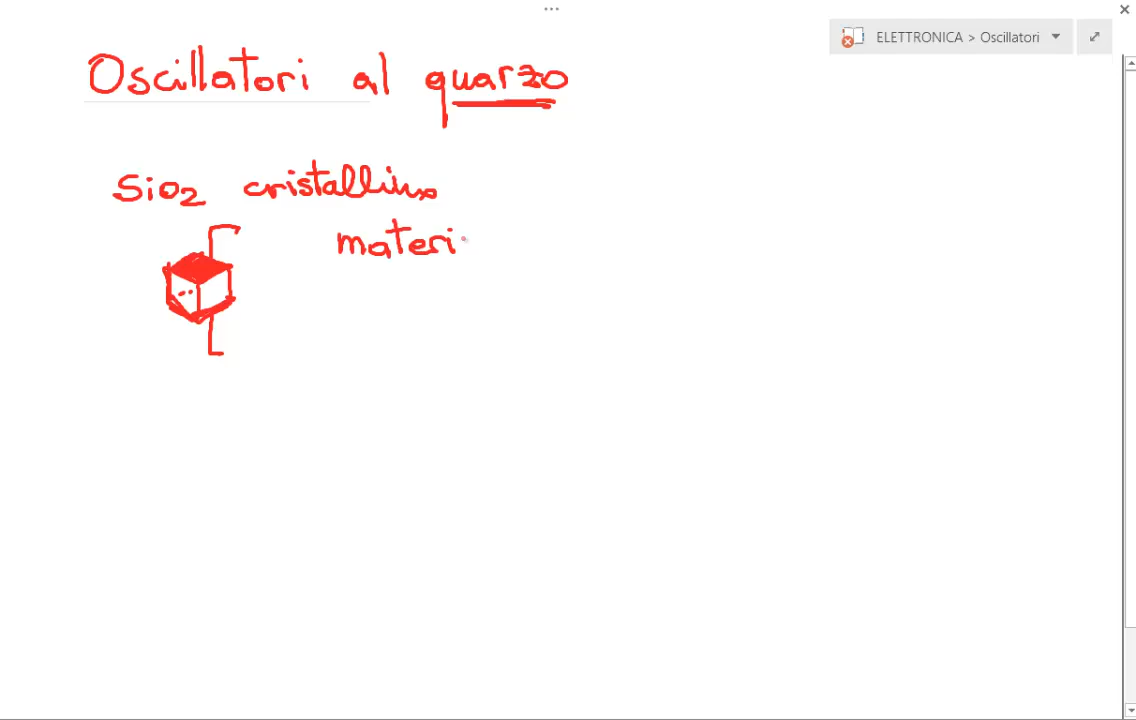 ELETTRONICA > Oscillatori
Oscillatori al quarzo
SiO2 cristallino
materi